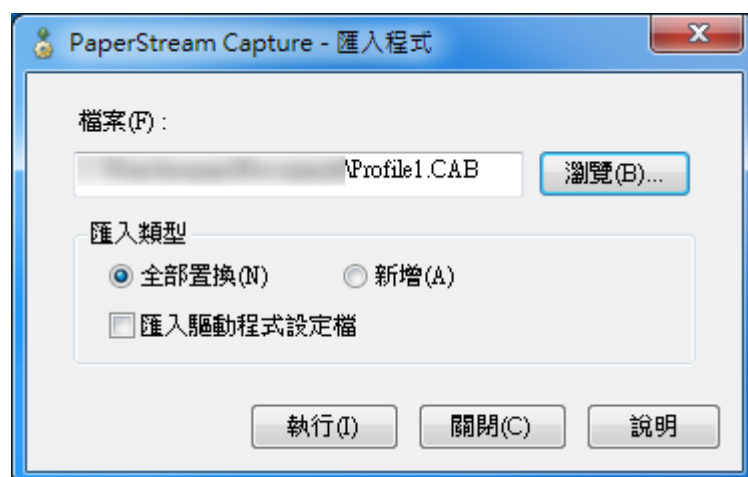 PaperStream Capture - 匯入程式
檔案(F) :
\Profile1.CAB
瀏覽(B)...
匯入類型
全部置換(N) 新增(A)
匯入驅動程式設定檔
執行(I) 關閉(C) 說明